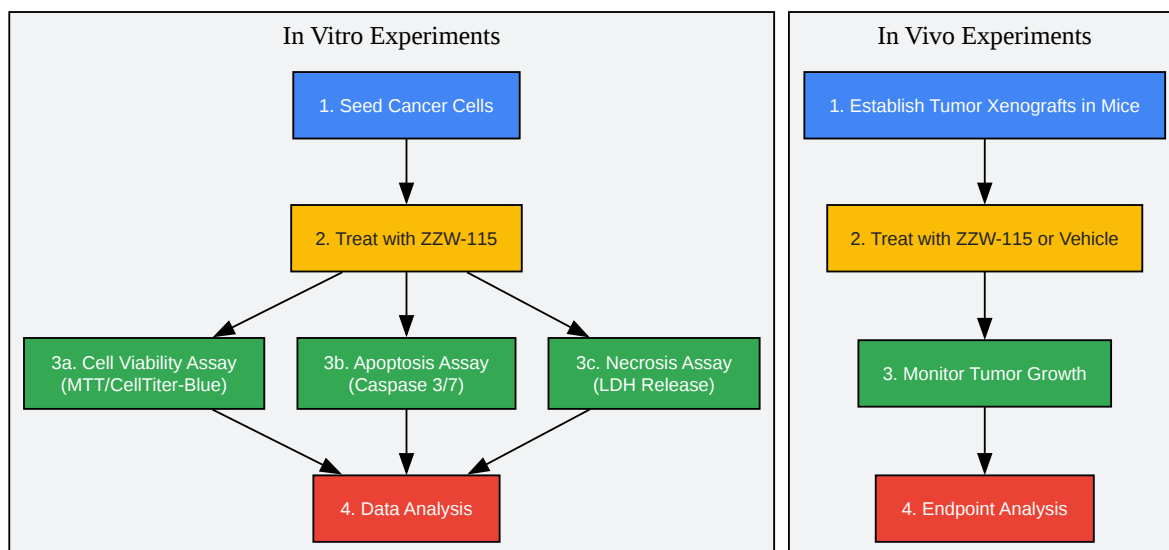 In Vitro Experiments
1. Seed Cancer Cells
2. Treat with ZZW-115
3a. Cell Viability Assay
(MTT/CellTiter-Blue)
3b. Apoptosis Assay
(Caspase 3/7)
3c. Necrosis Assay
(LDH Release)
4. Data Analysis
In Vivo Experiments
1. Establish Tumor Xenografts in Mice
2. Treat with ZZW-115 or Vehicle
3. Monitor Tumor Growth
4. Endpoint Analysis